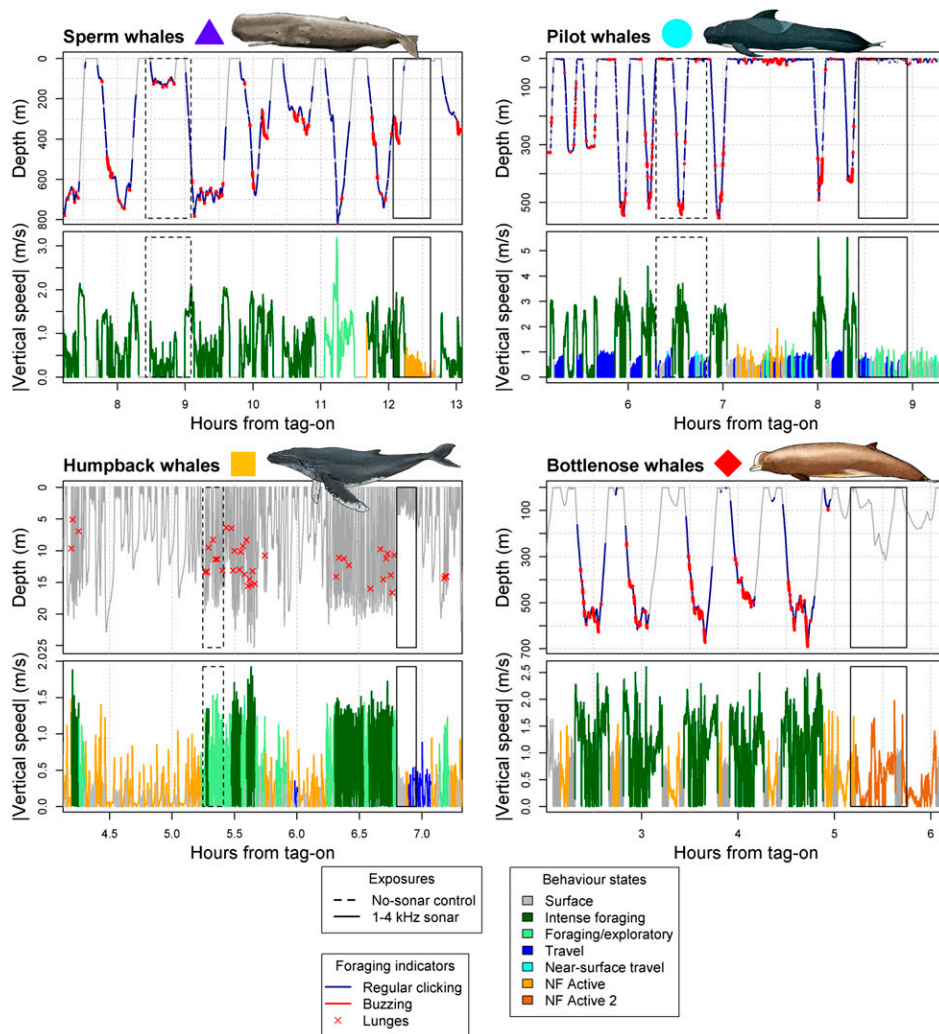 Sperm whales
Pilot whales
Depth (m)
0
200
400
600
800
|Vertical speed| (m/s)
3.0
2.0
1.0
0.0
8 9 10 11 12 13
Hours from tag-on
Depth (m)
0
100
300
500
|Vertical speed| (m/s)
6
5
4
3
2
1
0
6 7 8 9
Hours from tag-on
Humpback whales
Bottlenose whales
Depth (m)
0
5
10
15
20
2025
|Vertical speed| (m/s)
2.0
1.5
1.0
0.5
0.0
4.5 5.0 5.5 6.0 6.5 7.0
Hours from tag-on
Depth (m)
100
300
500
700
|Vertical speed| (m/s)
2.5
2.0
1.5
1.0
0.5
0.0
3 4 5 6
Hours from tag-on
Exposures
No-sonar control
1-4 kHz sonar
Foraging indicators
Regular clicking
Buzzing
Lunges
Behaviour states
Surface
Intense foraging
Foraging/exploratory
Travel
Near-surface travel
NF Active
NF Active 2